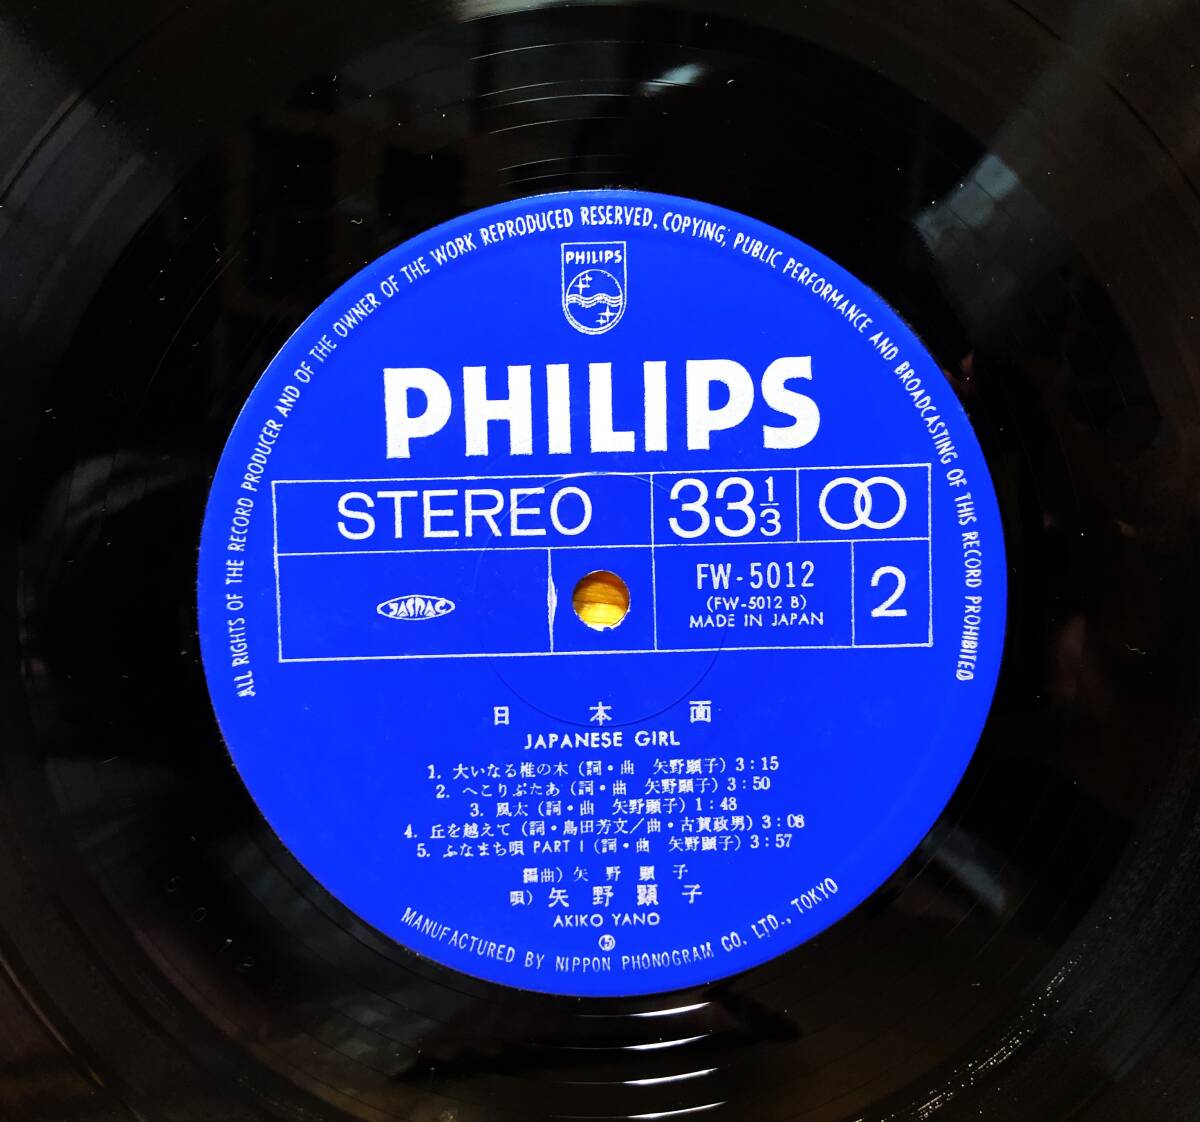 ALL RIGHTS OF THE RECORD PRODUCER AND OF THE OWNER OF THE WORK REPRODUCED RESERVED. COPYING, PUBLIC PERFORMANCE AND BROADCASTING OF THIS RECORD PROHIBITED
PHILIPS
PHILIPS
STEREO
33 1/3
JASRAC
FW-5012
(FW-5012 B)
MADE IN JAPAN
2
日本画
JAPANESE GIRL
1. 大いなる椎の木 (詞・曲 矢野顕子) 3:15
2. へこりぷたあ (詞・曲 矢野顕子) 3:50
3. 風太 (詞・曲 矢野顕子) 1:48
4. 丘を越えて (詞・島田芳文/曲・古賀政男) 3:08
5. ふなまち唄 PART I (詞・曲 矢野顕子) 3:57
編曲) 矢野顕子
唄) 矢野顕子
AKIKO YANO
⑤
MANUFACTURED BY NIPPON PHONOGRAM CO. LTD., TOKYO